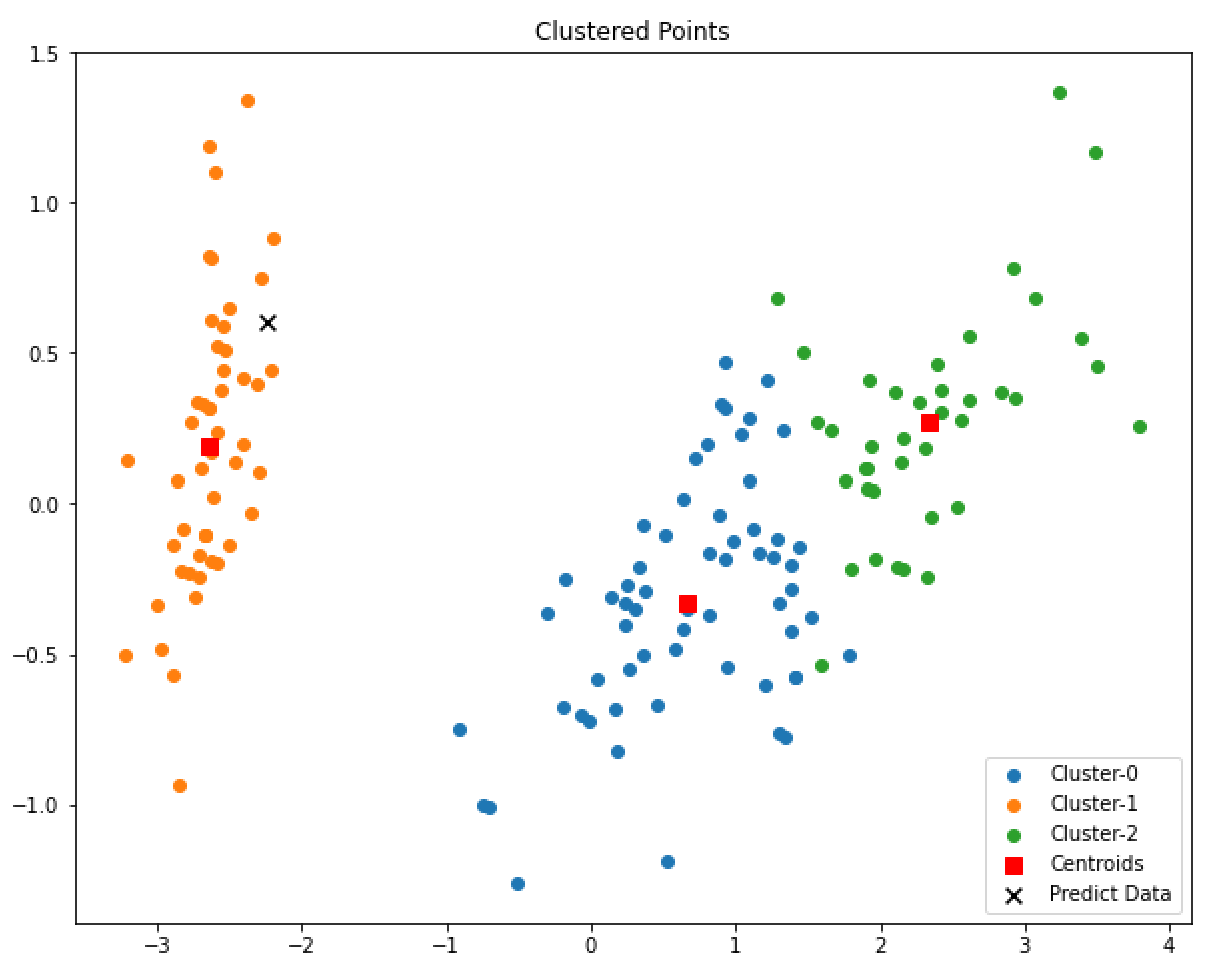 Clustered Points
1.5
1.0
0.5
0.0
−0.5
−1.0
−3 −2 −1 0 1 2 3 4
Cluster-0
Cluster-1
Cluster-2
Centroids
Predict Data